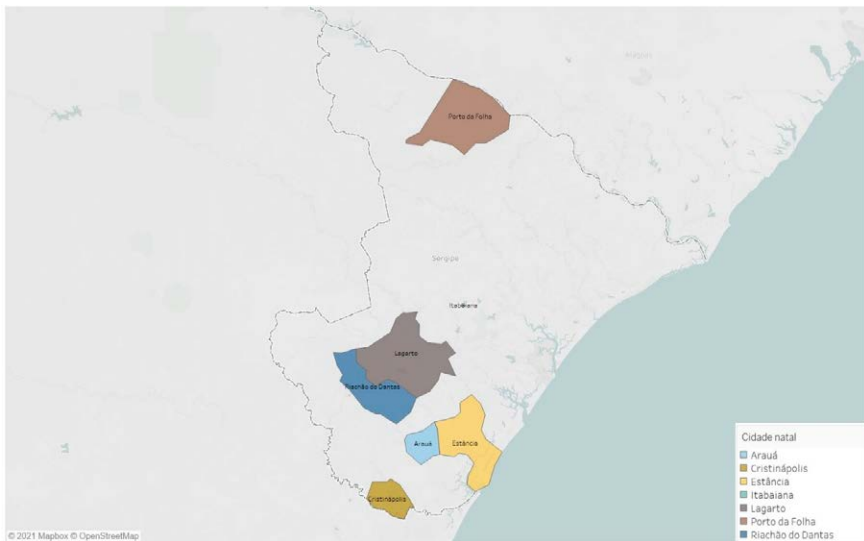 Alagoas
Porto da Folha
Sergipe
Itabaiana
Lagarto
Riachão do Dantas
Arauá
Estância
Cristinápolis
Cidade natal
Arauá
Cristinápolis
Estância
Itabaiana
Lagarto
Porto da Folha
Riachão do Dantas
© 2021 Mapbox © OpenStreetMap